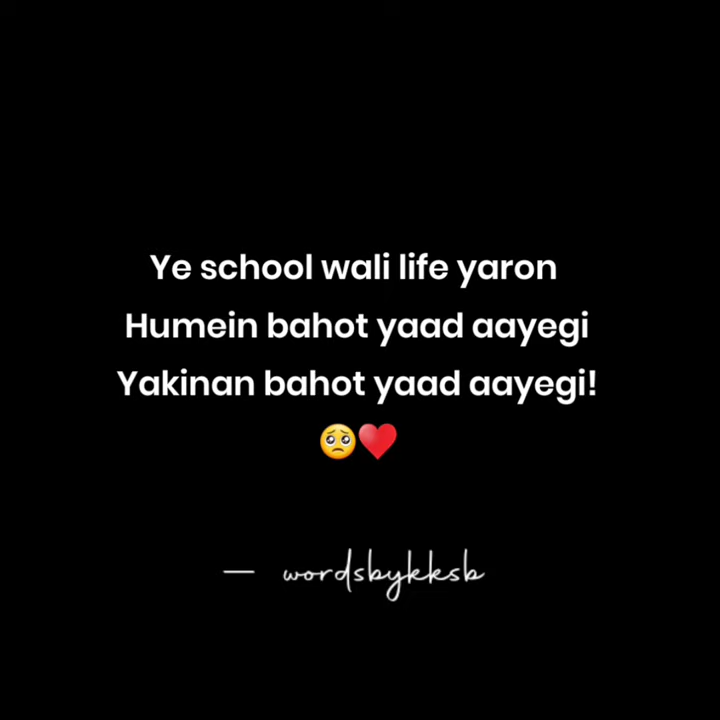 Ye school wali life yaron
Humein bahot yaad aayegi
Yakinan bahot yaad aayegi!
🥺♥️
— wordsbykksb